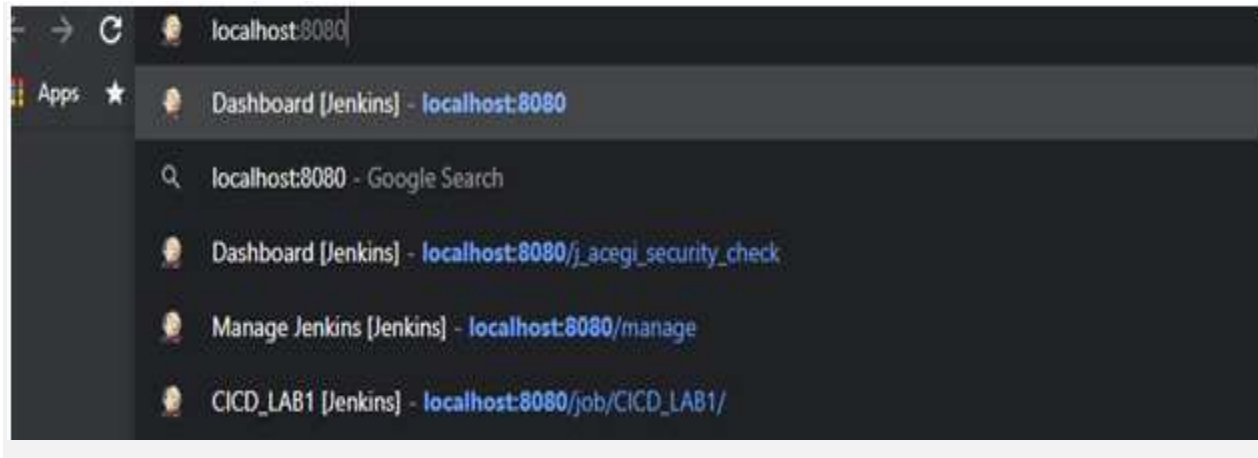 localhost:8080
Apps
Dashboard [Jenkins] - localhost:8080
localhost:8080 - Google Search
Dashboard [Jenkins] - localhost:8080/j_acegi_security_check
Manage Jenkins [Jenkins] - localhost:8080/manage
CICD_LAB1 [Jenkins] - localhost:8080/job/CICD_LAB1/